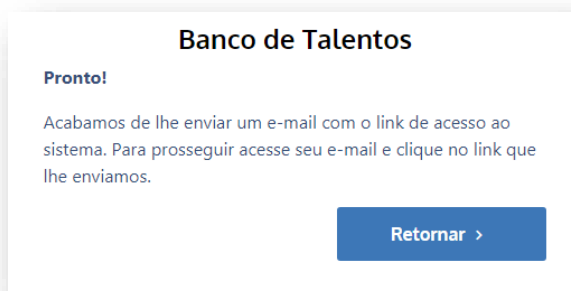 Banco de Talentos
Pronto!
Acabamos de lhe enviar um e-mail com o link de acesso ao
sistema. Para prosseguir acesse seu e-mail e clique no link que
lhe enviamos.
Retornar >